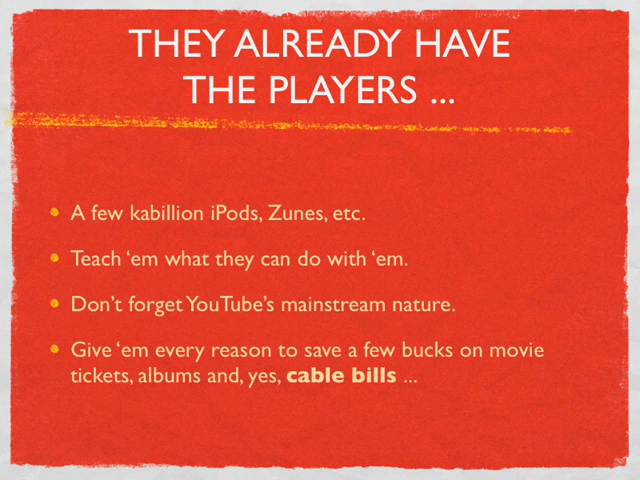 THEY ALREADY HAVE
THE PLAYERS ...
• A few kabillion iPods, Zunes, etc.
• Teach ‘em what they can do with ‘em.
• Don’t forget YouTube’s mainstream nature.
• Give ‘em every reason to save a few bucks on movie
tickets, albums and, yes, cable bills ...